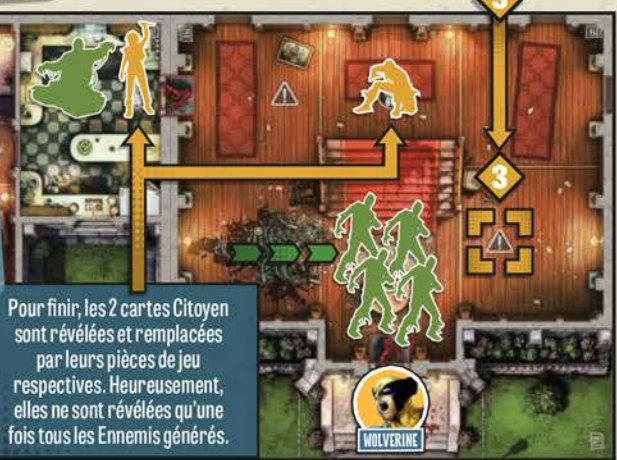 3
3
Pour finir, les 2 cartes Citoyen
sont révélées et remplacées
par leurs pièces de jeu
respectives. Heureusement,
elles ne sont révélées qu'une
fois tous les Ennemis générés.
WOLVERINE